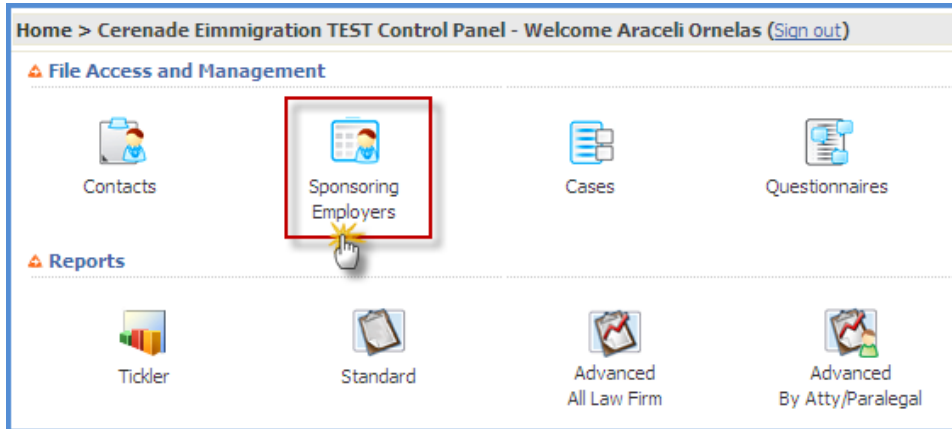 Home > Cerenade Eimmigration TEST Control Panel - Welcome Araceli Ornelas (Sign out)
File Access and Management
Contacts
Sponsoring
Employers
Cases
Questionnaires
Reports
Tickler
Standard
Advanced
All Law Firm
Advanced
By Atty/Paralegal